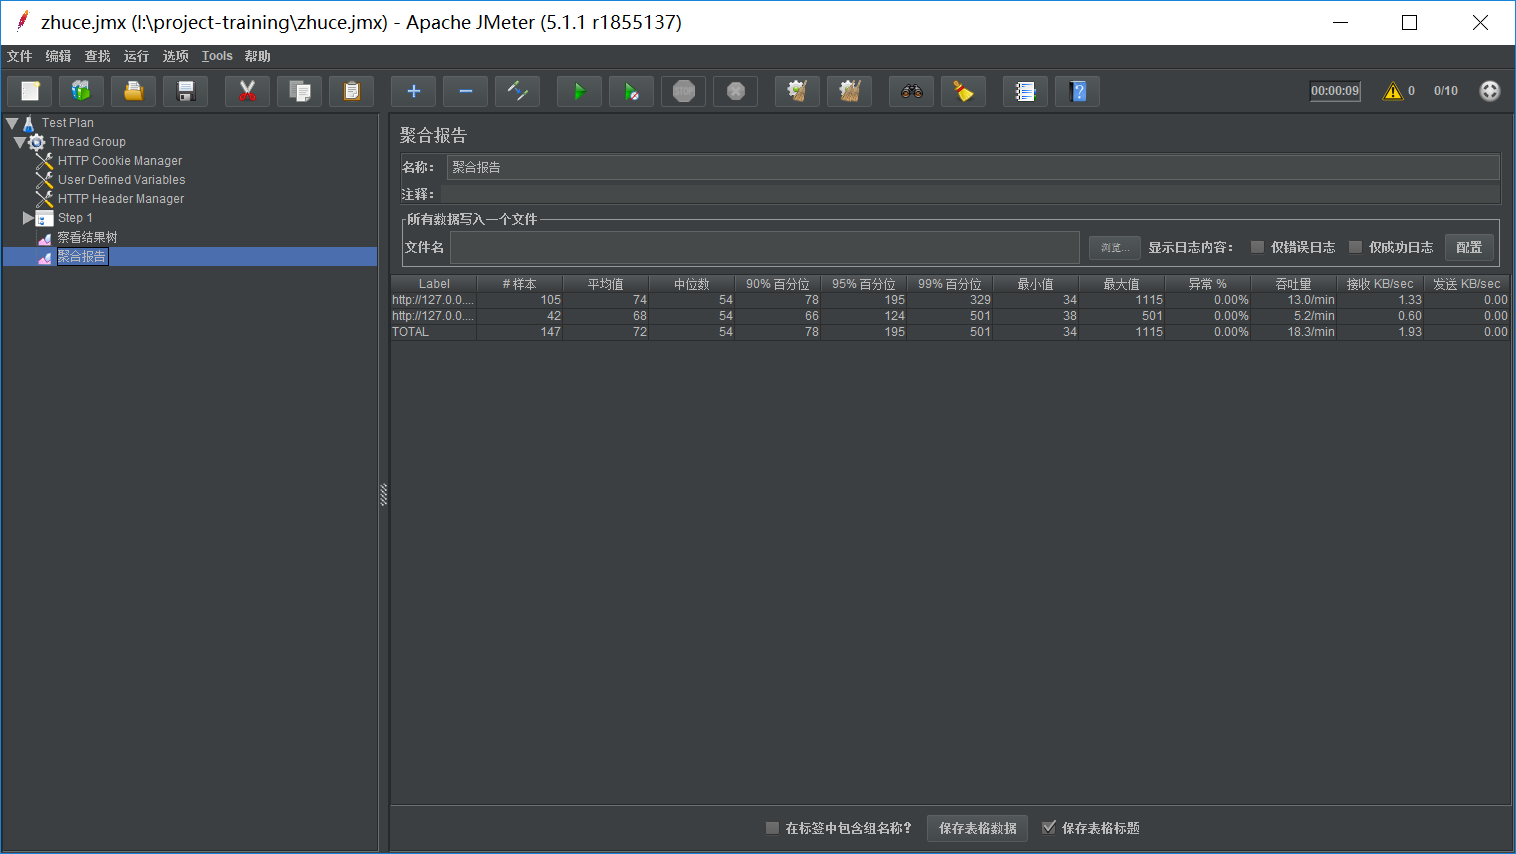 zhuce.jmx (I:\project-training\zhuce.jmx) - Apache JMeter (5.1.1 r1855137)
文件 编辑 查找 运行 选项 Tools 帮助
STOP 00:00:09 0 0/10
Test Plan
Thread Group
HTTP Cookie Manager
User Defined Variables
HTTP Header Manager
Step 1
察看结果树
聚合报告
聚合报告
名称： 聚合报告
注释：
所有数据写入一个文件
文件名 浏览... 显示日志内容： 仅错误日志 仅成功日志 配置
Label # 样本 平均值 中位数 90% 百分位 95% 百分位 99% 百分位 最小值 最大值 异常 % 吞吐量 接收 KB/sec 发送 KB/sec
http://127.0.0.... 105 74 54 78 195 329 34 1115 0.00% 13.0/min 1.33 0.00
http://127.0.0.... 42 68 54 66 124 501 38 501 0.00% 5.2/min 0.60 0.00
TOTAL 147 72 54 78 195 501 34 1115 0.00% 18.3/min 1.93 0.00
在标签中包含组名称？ 保存表格数据 保存表格标题